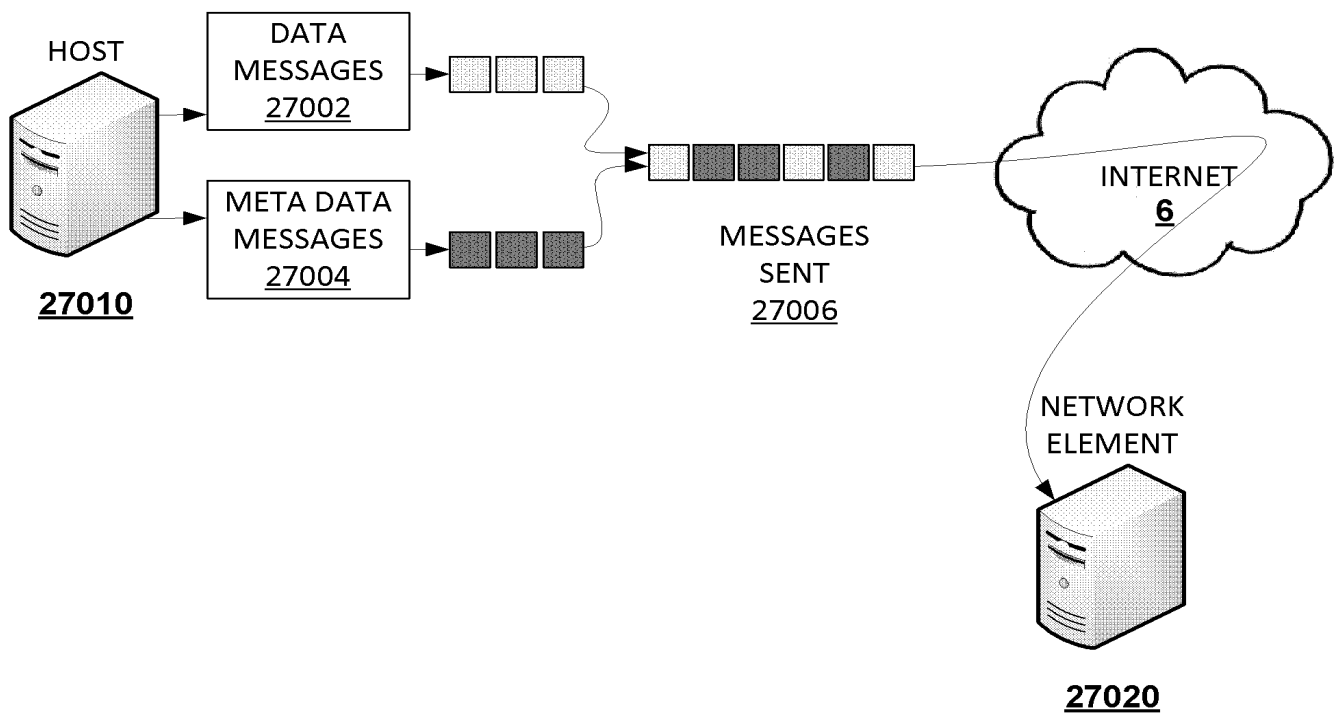 HOST
27010
DATA
MESSAGES
27002
META DATA
MESSAGES
27004
MESSAGES
SENT
27006
INTERNET
6
NETWORK
ELEMENT
27020